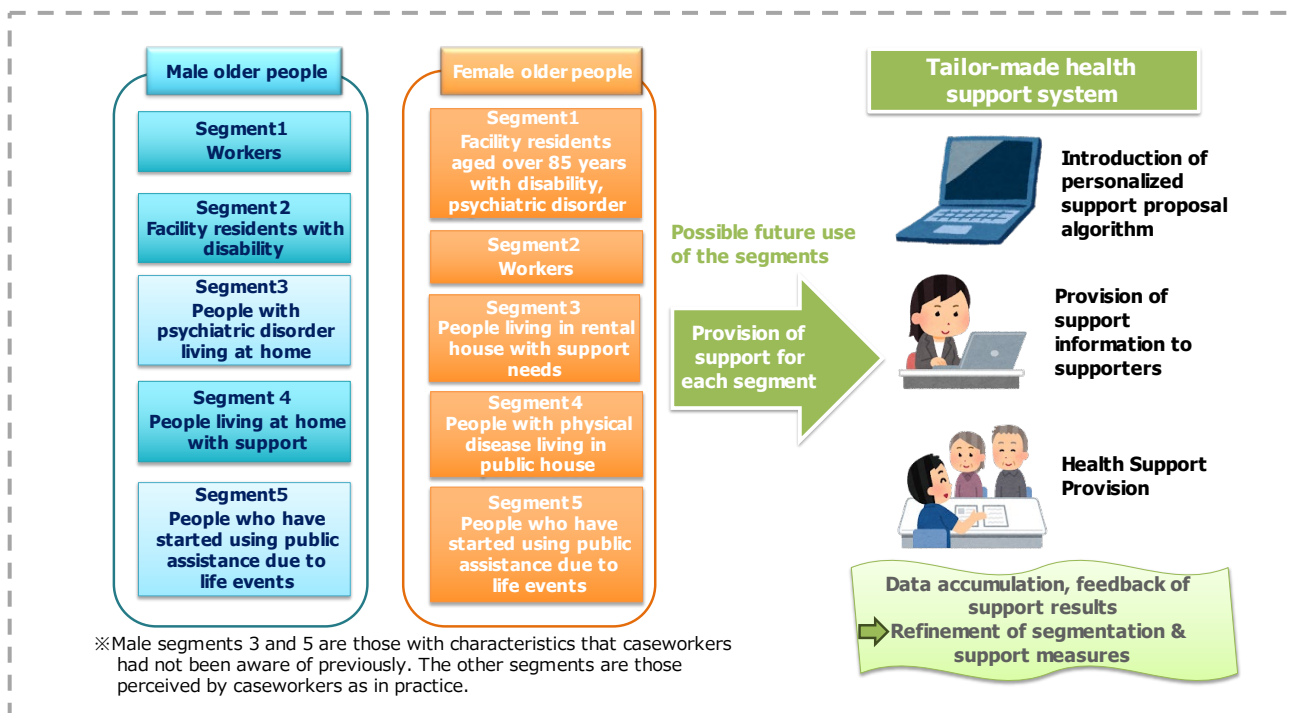 Male older people
Segment1
Workers
Segment2
Facility residents with
disability
Segment3
People with
psychiatric disorder
living at home
Segment 4
People living at home
with support
Segment5
People who have
started using public
assistance due to
life events
Female older people
Segment1
Facility residents
aged over 85 years
with disability,
psychiatric disorder
Segment2
Workers
Segment3
People living in rental
house with support
needs
Segment4
People with physical
disease living in
public house
Segment5
People who have
started using public
assistance due to
life events
※Male segments 3 and 5 are those with characteristics that caseworkers
had not been aware of previously. The other segments are those
perceived by caseworkers as in practice.
Possible future use
of the segments
Provision of
support for
each segment
Tailor-made health
support system
Introduction of
personalized
support proposal
algorithm
Provision of
support
information to
supporters
Health Support
Provision
Data accumulation, feedback of
support results
Refinement of segmentation &
support measures